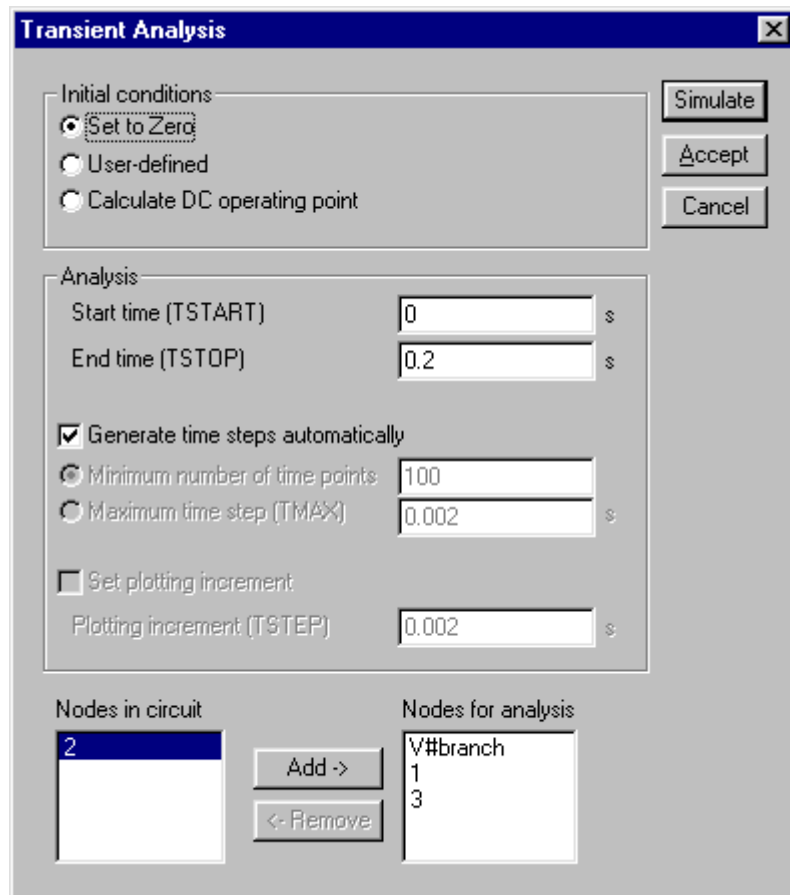 Transient Analysis
Initial conditions
Set to Zero
User-defined
Calculate DC operating point
Simulate
Accept
Cancel
Analysis
Start time (TSTART) 0 s
End time (TSTOP) 0.2 s
Generate time steps automatically
Minimum number of time points 100
Maximum time step (TMAX) 0.002 s
Set plotting increment
Plotting increment (TSTEP) 0.002 s
Nodes in circuit
2
Add ->
<- Remove
Nodes for analysis
V#branch
1
3